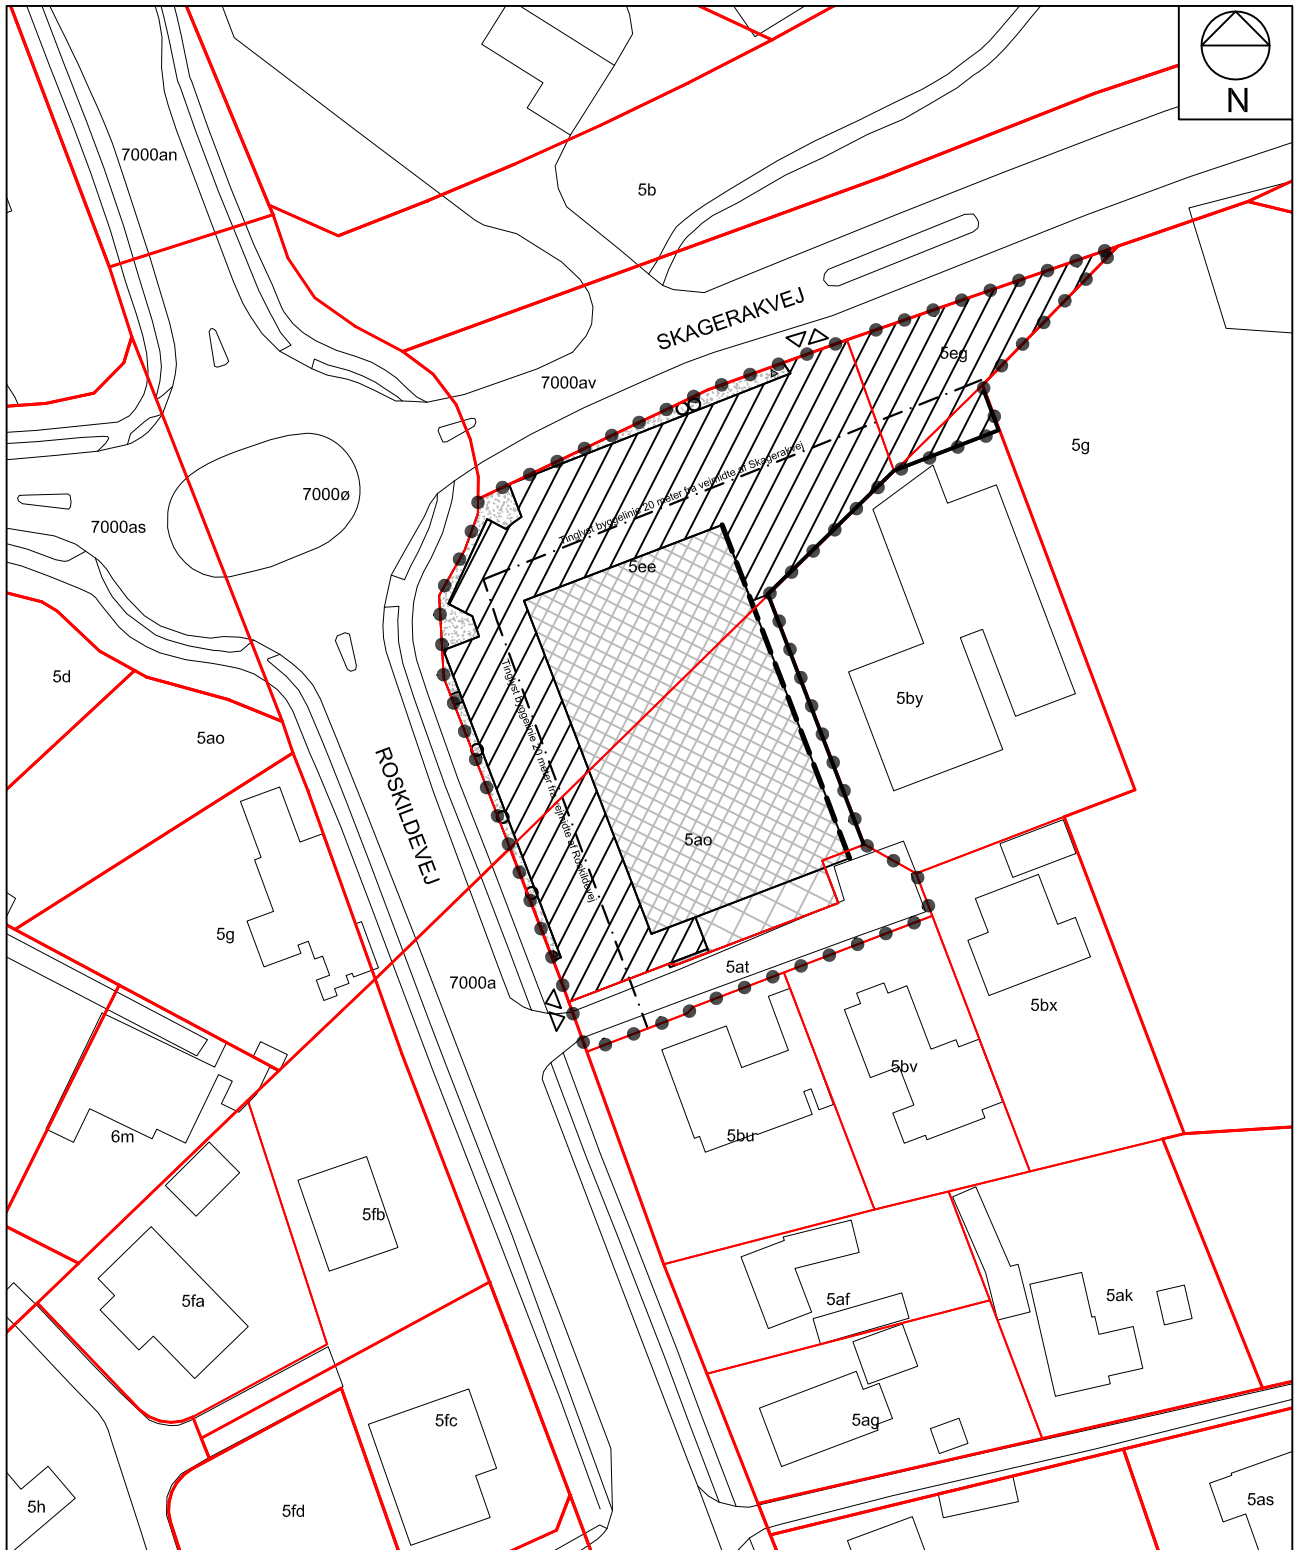 N
7000an
5b
SKAGERAKVEJ
5eg
7000av
5g
7000ø
Tinglyst byggelinie 20 meter fra vejmidte af Skagerakvej
7000as
5ee
5d
5by
5ao
Tinglyst byggelinie 20 meter fra vejmidte af Roskildevej
ROSKILDEVEJ
5ao
5g
5at
7000a
5bx
5bv
6m
5bu
5fb
5fa
5af
5ak
5fc
5ag
5h
5fd
5as